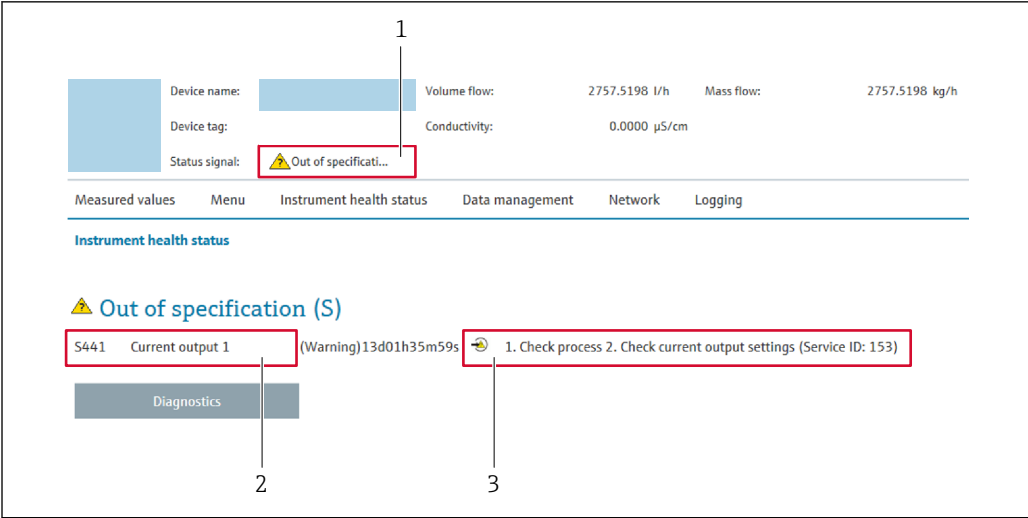 1
Device name: Volume flow: 2757.5198 l/h Mass flow: 2757.5198 kg/h
Device tag: Conductivity: 0.0000 µS/cm
Status signal: Out of specificati...
Measured values Menu Instrument health status Data management Network Logging
Instrument health status
Out of specification (S)
S441 Current output 1 (Warning)13d01h35m59s 1. Check process 2. Check current output settings (Service ID: 153)
Diagnostics
2 3